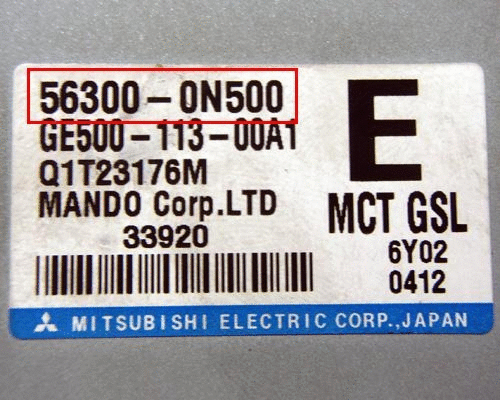 56300-0N500
GE500-113-00A1
Q1T23176M
MANDO Corp.LTD
33920
E
MCT GSL
6Y02
0412
MITSUBISHI ELECTRIC CORP.,JAPAN